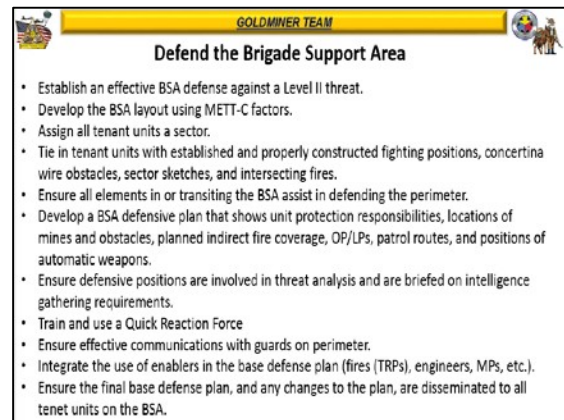 GOLDMINER TEAM
Defend the Brigade Support Area
• Establish an effective BSA defense against a Level II threat.
• Develop the BSA layout using METT-C factors.
• Assign all tenant units a sector.
• Tie in tenant units with established and properly constructed fighting positions, concertina
wire obstacles, sector sketches, and intersecting fires.
• Ensure all elements in or transiting the BSA assist in defending the perimeter.
• Develop a BSA defensive plan that shows unit protection responsibilities, locations of
mines and obstacles, planned indirect fire coverage, OP/LPs, patrol routes, and positions of
automatic weapons.
• Ensure defensive positions are involved in threat analysis and are briefed on intelligence
gathering requirements.
• Train and use a Quick Reaction Force
• Ensure effective communications with guards on perimeter.
• Integrate the use of enablers in the base defense plan (fires (TRPs), engineers, MPs, etc.).
• Ensure the final base defense plan, and any changes to the plan, are disseminated to all
tenet units on the BSA.